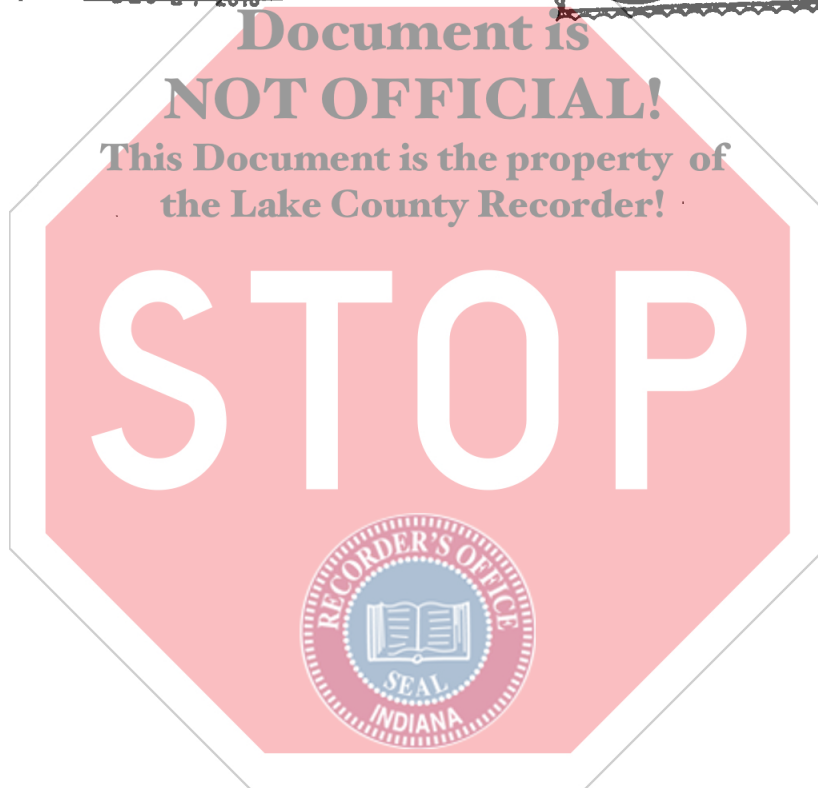 Document is
NOT OFFICIAL!
This Document is the property of
the Lake County Recorder!
STOP
RECORDER'S OFFICE
SEAL
INDIANA